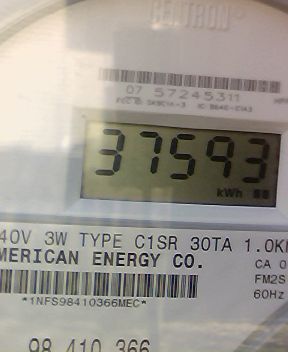 CENTRON®
07 57245311
37593
kWh
40V 3W TYPE C1SR 30TA 1.0K
MERICAN ENERGY CO.
CA 0
FM2S
60Hz
*1NFS98410366MEC*
98 410 366